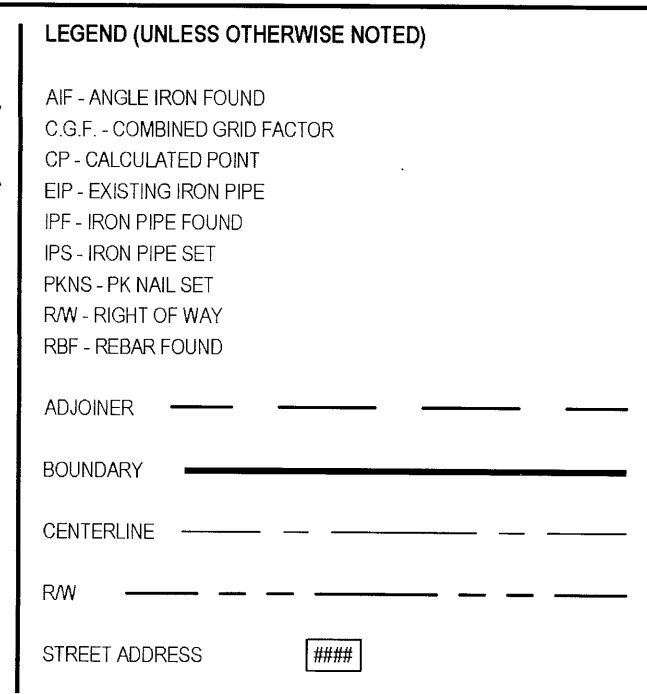 LEGEND (UNLESS OTHERWISE NOTED)
AIF - ANGLE IRON FOUND
C.G.F. - COMBINED GRID FACTOR
CP - CALCULATED POINT
EIP - EXISTING IRON PIPE
IPF - IRON PIPE FOUND
IPS - IRON PIPE SET
PKNS - PK NAIL SET
R/W - RIGHT OF WAY
RBF - REBAR FOUND
ADJOINER
BOUNDARY
CENTERLINE
R/W
STREET ADDRESS ####